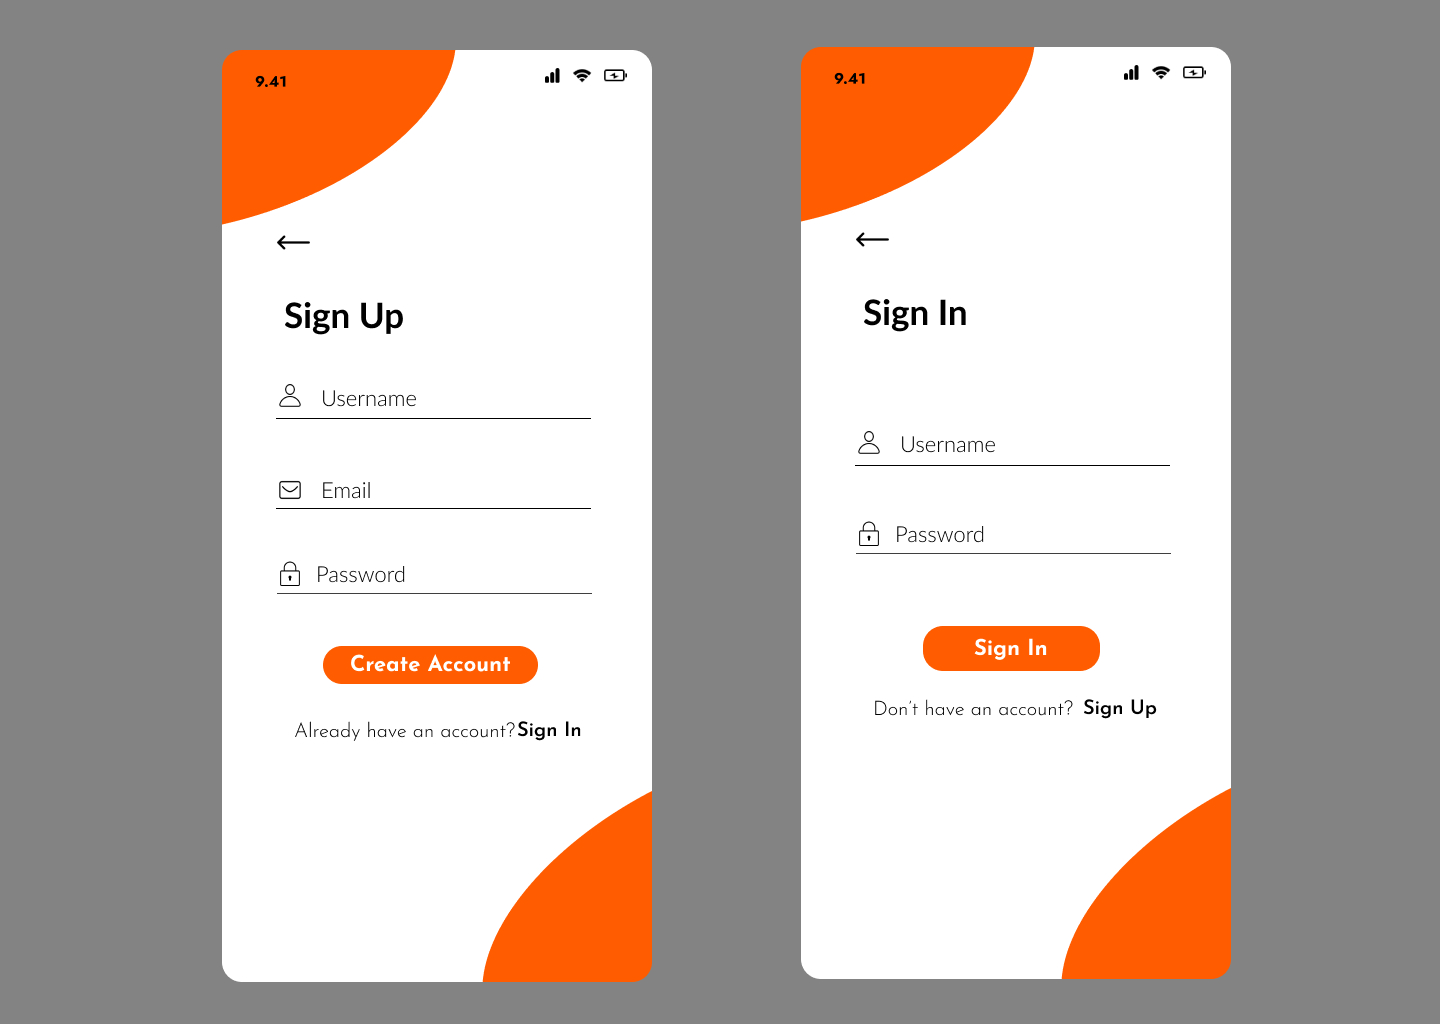 9.41
Sign Up
Username
Email
Password
Create Account
Already have an account? Sign In
9.41
Sign In
Username
Password
Sign In
Don't have an account? Sign Up